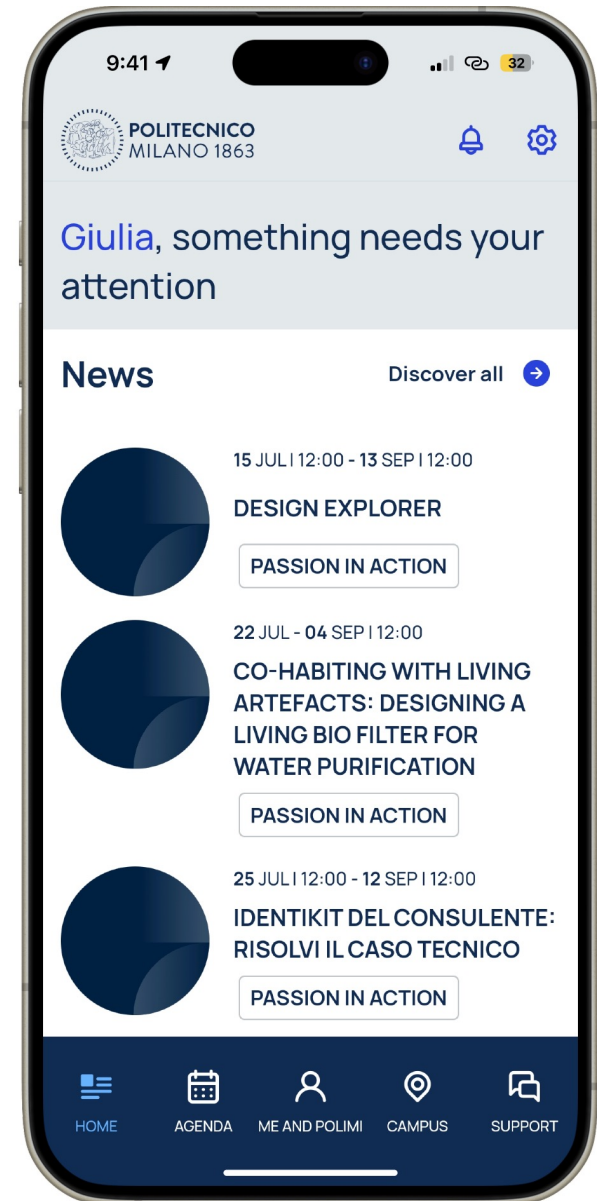 9:41
32
POLITECNICO
MILANO 1863
Giulia, something needs your
attention
News
Discover all
15 JUL | 12:00 - 13 SEP | 12:00
DESIGN EXPLORER
PASSION IN ACTION
22 JUL - 04 SEP | 12:00
CO-HABITING WITH LIVING
ARTEFACTS: DESIGNING A
LIVING BIO FILTER FOR
WATER PURIFICATION
PASSION IN ACTION
25 JUL | 12:00 - 12 SEP | 12:00
IDENTIKIT DEL CONSULENTE:
RISOLVI IL CASO TECNICO
PASSION IN ACTION
HOME
AGENDA
ME AND POLIMI
CAMPUS
SUPPORT